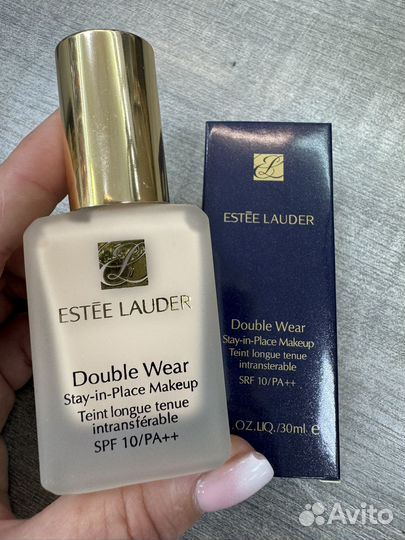 ESTĒE LAUDER
Double Wear
Stay-in-Place Makeup
Teint longue tenue
intransférable
SPF 10/PA++
ESTĒE LAUDER
Double Wear
Stay-in-Place Makeup
Teint longue tenue
intransterable
SPF 10/PA++
.OZ.LIQ./30ml ℮
Avito